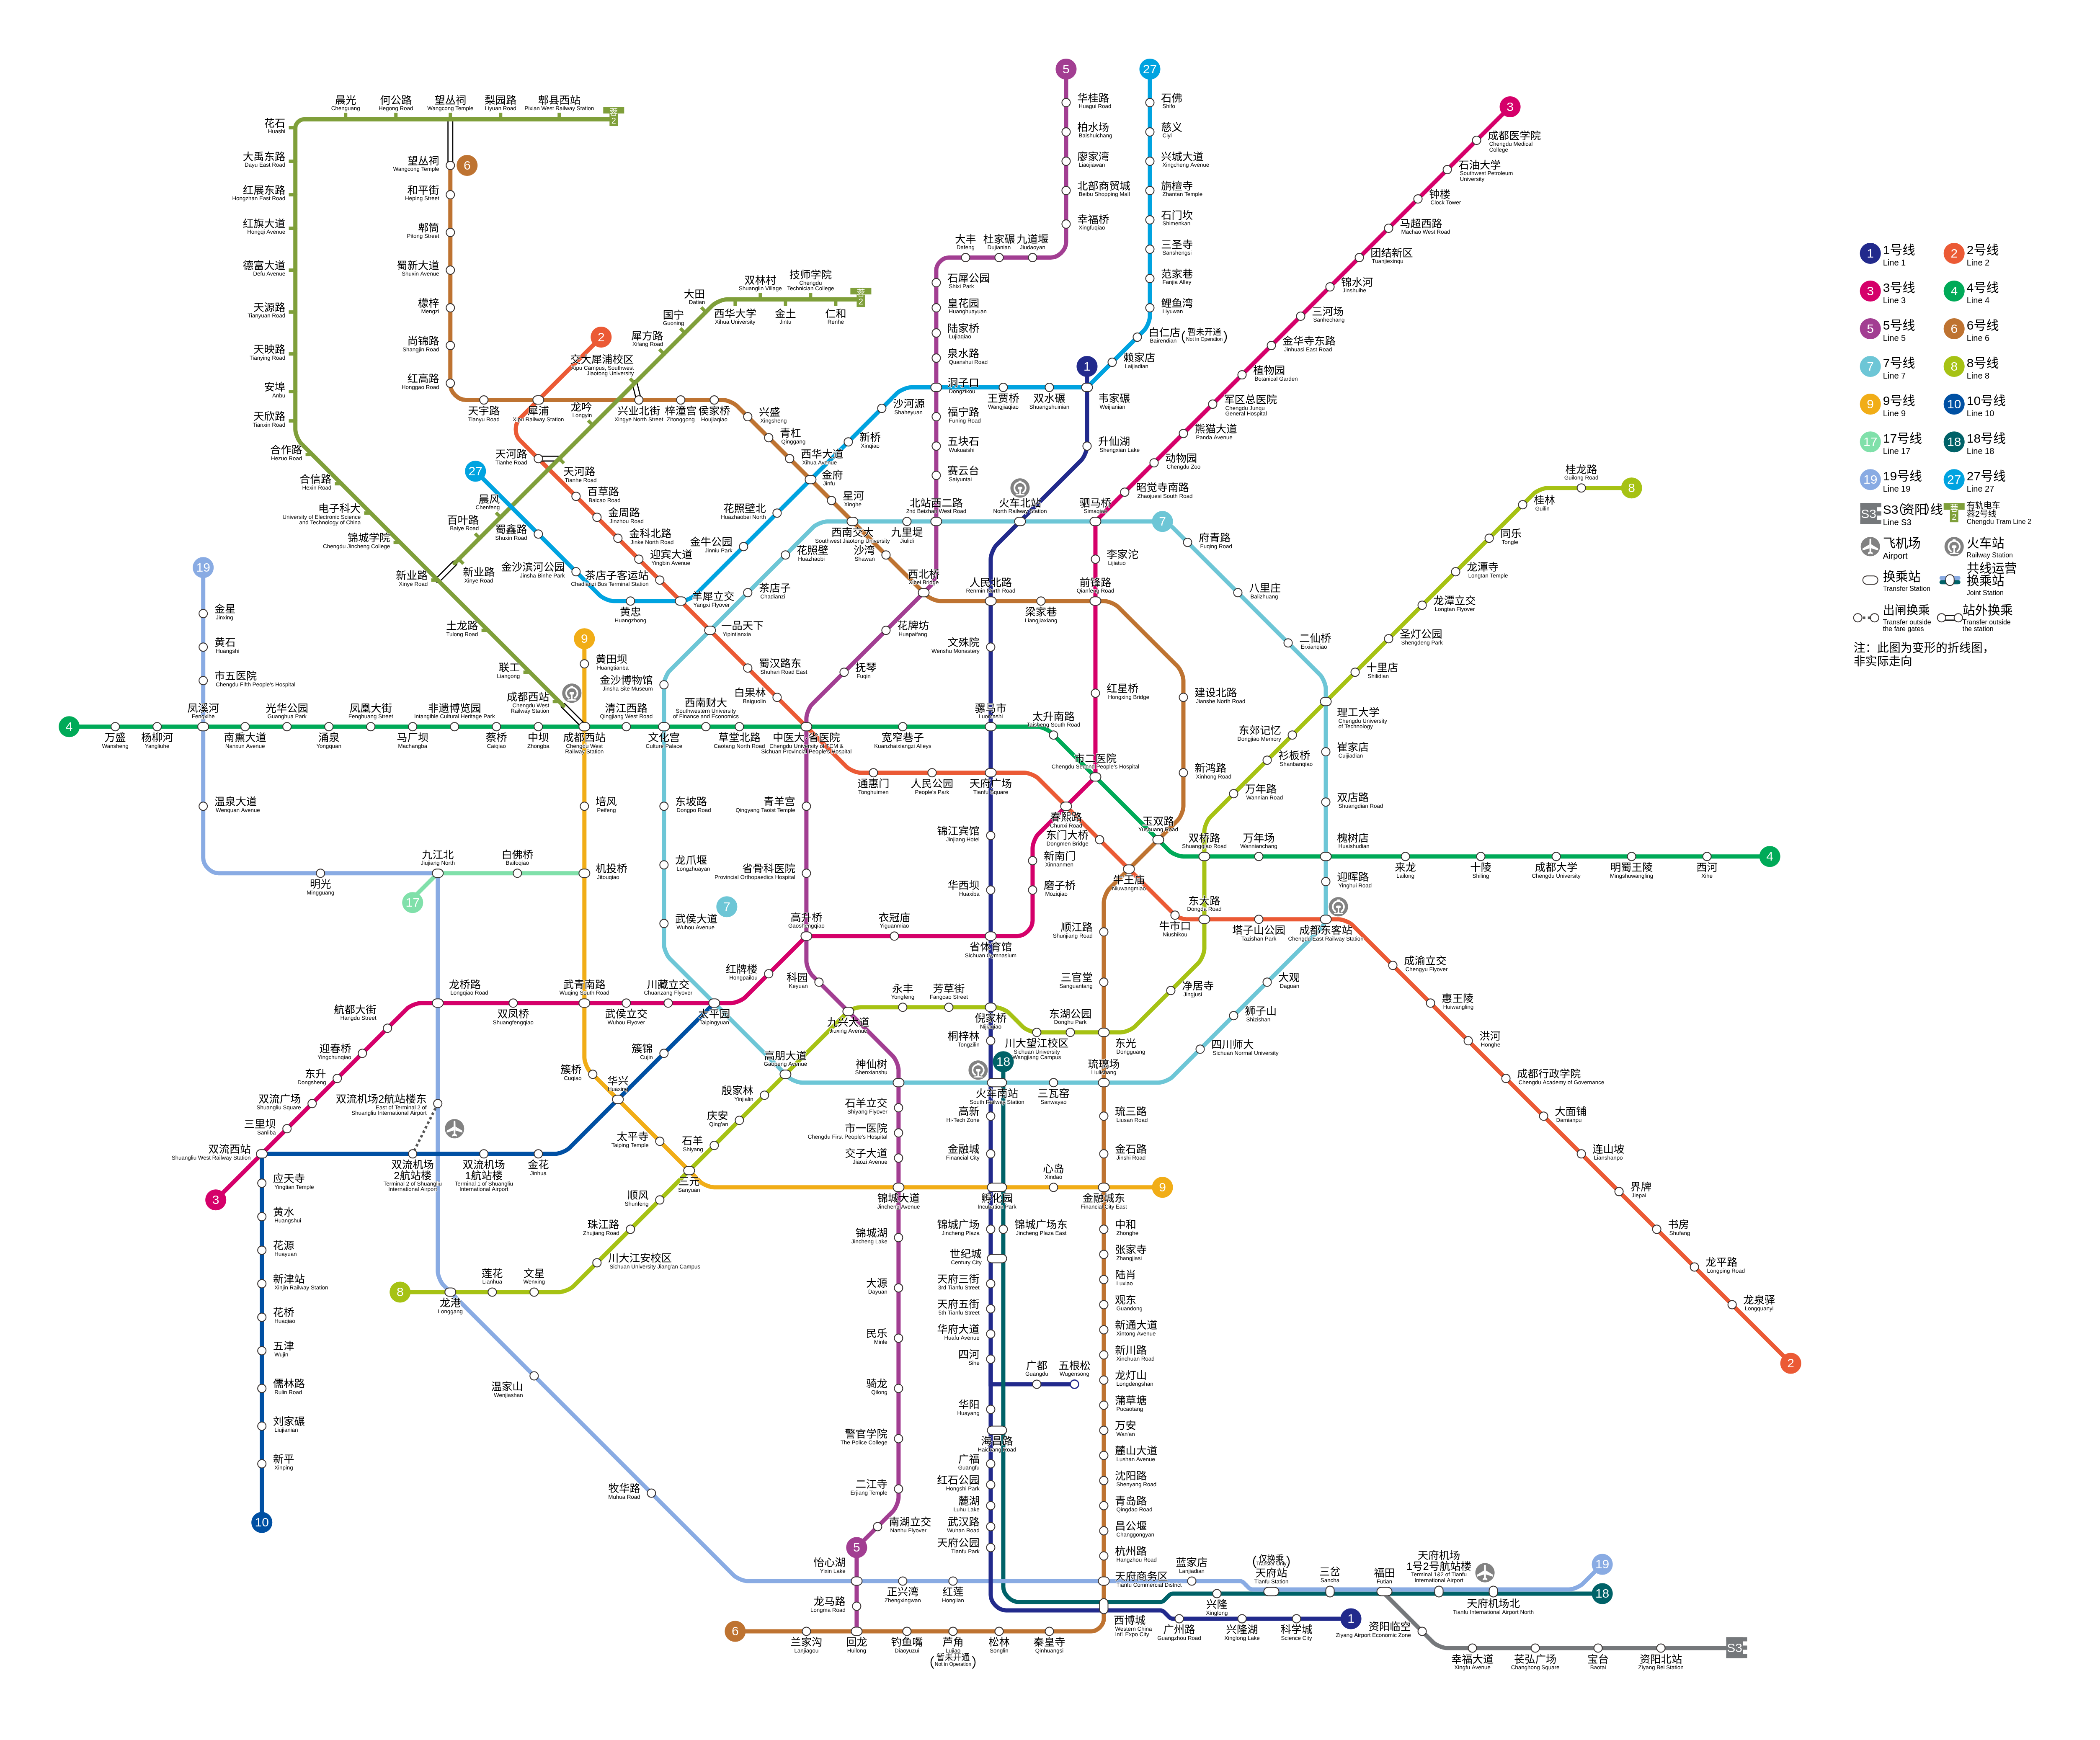 5
27
3
晨光
Chenguang
何公路
Hegong Road
望丛祠
Wangcong Temple
梨园路
Liyuan Road
郫县西站
Pixian West Railway Station
蓉2
花石
Huashi
大禹东路
Dayu East Road
红展东路
Hongzhan East Road
红旗大道
Hongqi Avenue
德富大道
Defu Avenue
天源路
Tianyuan Road
天映路
Tianying Road
安埠
Anbu
天欣路
Tianxin Road
合作路
Hezuo Road
合信路
Hexin Road
电子科大
University of Electronic Science
and Technology of China
锦城学院
Chengdu Jincheng College
新业路
Xinye Road
土龙路
Tulong Road
联工
Liangong
成都西站
Chengdu West
Railway Station
新业路
Xinye Road
百叶路
Baiye Road
晨风
Chenfeng
天河路
Tianhe Road
龙吟
Longyin
交大犀浦校区
Xipu Campus, Southwest
Jiaotong University
犀方路
Xifang Road
国宁
Guoning
大田
Datian
西华大学
Xihua University
双林村
Shuanglin Village
金土
Jintu
技师学院
Chengdu
Technician College
仁和
Renhe
蓉2
望丛祠
Wangcong Temple
6
和平街
Heping Street
郫筒
Pitong Street
蜀新大道
Shuxin Avenue
檬梓
Mengzi
尚锦路
Shangjin Road
红高路
Honggao Road
天宇路
Tianyu Road
犀浦
Xipu Railway Station
兴业北街
Xingye North Street
梓潼宫
Zitonggong
侯家桥
Houjiaqiao
兴盛
Xingsheng
青杠
Qinggang
西华大道
Xihua Avenue
金府
Jinfu
星河
Xinghe
西南交大
Southwest Jiaotong University
沙湾
Shawan
西北桥
Xibei Bridge
人民北路
Renmin North Road
梁家巷
Liangjiaxiang
前锋路
Qianfeng Road
建设北路
Jianshe North Road
新鸿路
Xinhong Road
玉双路
Yushuang Road
牛王庙
Niuwangmiao
顺江路
Shunjiang Road
三官堂
Sanguantang
东光
Dongguang
琉璃场
Liulichang
琉三路
Liusan Road
金石路
Jinshi Road
金融城东
Financial City East
中和
Zhonghe
张家寺
Zhangjiasi
陆肖
Luxiao
观东
Guandong
新通大道
Xintong Avenue
新川路
Xinchuan Road
龙灯山
Longdengshan
蒲草塘
Pucaotang
万安
Wan'an
麓山大道
Lushan Avenue
沈阳路
Shenyang Road
青岛路
Qingdao Road
昌公堰
Changgongyan
杭州路
Hangzhou Road
天府商务区
Tianfu Commercial District
西博城
Western China
Int'l Expo City
秦皇寺
Qinhuangsi
松林
Songlin
芦角
Lujiao
(暂未开通)
Not in Operation
钓鱼嘴
Diaoyuzui
回龙
Huilong
兰家沟
Lanjiagou
6
2
天河路
Tianhe Road
百草路
Baicao Road
金周路
Jinzhou Road
金科北路
Jinke North Road
迎宾大道
Yingbin Avenue
茶店子客运站
Chadianzi Bus Terminal Station
羊犀立交
Yangxi Flyover
一品天下
Yipintianxia
蜀汉路东
Shuhan Road East
白果林
Baiguolin
中医大省医院
Chengdu University of TCM &
Sichuan Provincial People's Hospital
通惠门
Tonghuimen
人民公园
People's Park
天府广场
Tianfu Square
春熙路
Chunxi Road
东门大桥
Dongmen Bridge
牛市口
Niushikou
东大路
Dongda Road
塔子山公园
Tazishan Park
成都东客站
Chengdu East Railway Station
成渝立交
Chengyu Flyover
惠王陵
Huiwangling
洪河
Honghe
成都行政学院
Chengdu Academy of Governance
大面铺
Damianpu
连山坡
Lianshanpo
界牌
Jiepai
书房
Shufang
龙平路
Longping Road
龙泉驿
Longquanyi
2
华桂路
Huagui Road
柏水场
Baishuichang
廖家湾
Liaojiawan
北部商贸城
Beibu Shopping Mall
幸福桥
Xingfuqiao
九道堰
Jiudaoyan
杜家碾
Dujianian
大丰
Dafeng
石犀公园
Shixi Park
皇花园
Huanghuayuan
陆家桥
Lujiaqiao
泉水路
Quanshui Road
洞子口
Dongzikou
福宁路
Funing Road
五块石
Wukuaishi
赛云台
Saiyuntai
北站西二路
2nd Beizhan West Road
花牌坊
Huapaifang
抚琴
Fuqin
青羊宫
Qingyang Taoist Temple
省骨科医院
Provincial Orthopaedics Hospital
高升桥
Gaoshengqiao
科园
Keyuan
九兴大道
Jiuxing Avenue
神仙树
Shenxianshu
石羊立交
Shiyang Flyover
市一医院
Chengdu First People's Hospital
交子大道
Jiaozi Avenue
锦城大道
Jincheng Avenue
锦城湖
Jincheng Lake
大源
Dayuan
民乐
Minle
骑龙
Qilong
警官学院
The Police College
二江寺
Erjiang Temple
南湖立交
Nanhu Flyover
5
怡心湖
Yixin Lake
龙马路
Longma Road
石佛
Shifo
慈义
Ciyi
兴城大道
Xingcheng Avenue
旃檀寺
Zhantan Temple
石门坎
Shimenkan
三圣寺
Sanshengsi
范家巷
Fanjia Alley
鲤鱼湾
Liyuwan
白仁店
Bairendian
(暂未开通)
Not in Operation
赖家店
Laijiadian
韦家碾
Weijianian
双水碾
Shuangshuinian
王贾桥
Wangjiaqiao
沙河源
Shaheyuan
新桥
Xinqiao
花照壁北
Huazhaobei North
金牛公园
Jinniu Park
黄忠
Huangzhong
金沙滨河公园
Jinsha Binhe Park
蜀鑫路
Shuxin Road
27
成都医学院
Chengdu Medical
College
石油大学
Southwest Petroleum
University
钟楼
Clock Tower
马超西路
Machao West Road
团结新区
Tuanjiexinqu
锦水河
Jinshuihe
三河场
Sanhechang
金华寺东路
Jinhuasi East Road
植物园
Botanical Garden
军区总医院
Chengdu Junqu
General Hospital
熊猫大道
Panda Avenue
动物园
Chengdu Zoo
昭觉寺南路
Zhaojuesi South Road
驷马桥
Simaqiao
李家沱
Lijiatuo
红星桥
Hongxing Bridge
市二医院
Chengdu Second People's Hospital
新南门
Xinnanmen
磨子桥
Moziqiao
省体育馆
Sichuan Gymnasium
衣冠庙
Yiguanmiao
红牌楼
Hongpailou
太平园
Taipingyuan
川藏立交
Chuanzang Flyover
武侯立交
Wuhou Flyover
武青南路
Wuqing South Road
双凤桥
Shuangfengqiao
龙桥路
Longqiao Road
航都大街
Hangdu Street
迎春桥
Yingchunqiao
东升
Dongsheng
双流广场
Shuangliu Square
三里坝
Sanliba
双流西站
Shuangliu West Railway Station
3
1
升仙湖
Shengxian Lake
火车北站
North Railway Station
文殊院
Wenshu Monastery
骡马市
Luomashi
锦江宾馆
Jinjiang Hotel
华西坝
Huaxiba
倪家桥
Nijiaqiao
桐梓林
Tongzilin
火车南站
South Railway Station
高新
Hi-Tech Zone
金融城
Financial City
孵化园
Incubation Park
锦城广场
Jincheng Plaza
世纪城
Century City
天府三街
3rd Tianfu Street
天府五街
5th Tianfu Street
华府大道
Huafu Avenue
四河
Sihe
广都
Guangdu
五根松
Wugensong
华阳
Huayang
海昌路
Haichang Road
广福
Guangfu
红石公园
Hongshi Park
麓湖
Luhu Lake
武汉路
Wuhan Road
天府公园
Tianfu Park
广州路
Guangzhou Road
兴隆湖
Xinglong Lake
科学城
Science City
1
4
万盛
Wansheng
杨柳河
Yangliuhe
凤溪河
Fengxihe
南熏大道
Nanxun Avenue
光华公园
Guanghua Park
涌泉
Yongquan
凤凰大街
Fenghuang Street
马厂坝
Machangba
非遗博览园
Intangible Cultural Heritage Park
蔡桥
Caiqiao
中坝
Zhongba
成都西站
Chengdu West
Railway Station
清江西路
Qingjiang West Road
文化宫
Culture Palace
西南财大
Southwestern University
of Finance and Economics
草堂北路
Caotang North Road
宽窄巷子
Kuanzhaixiangzi Alleys
太升南路
Taisheng South Road
双桥路
Shuangqiao Road
万年场
Wannianchang
槐树店
Huaishudian
来龙
Lailong
十陵
Shiling
成都大学
Chengdu University
明蜀王陵
Mingshuwangling
西河
Xihe
4
7
府青路
Fuqing Road
八里庄
Balizhuang
二仙桥
Erxianqiao
理工大学
Chengdu University
of Technology
崔家店
Cuijiadian
双店路
Shuangdian Road
迎晖路
Yinghui Road
大观
Daguan
狮子山
Shizishan
四川师大
Sichuan Normal University
三瓦窑
Sanwayao
高朋大道
Gaopeng Avenue
武侯大道
Wuhou Avenue
7
龙爪堰
Longzhuayan
东坡路
Dongpo Road
金沙博物馆
Jinsha Site Museum
茶店子
Chadianzi
花照壁
Huazhaobi
九里堤
Jiulidi
8
桂龙路
Guilong Road
桂林
Guilin
同乐
Tongle
龙潭寺
Longtan Temple
龙潭立交
Longtan Flyover
圣灯公园
Shengdeng Park
十里店
Shilidian
东郊记忆
Dongjiao Memory
衫板桥
Shanbanqiao
万年路
Wannian Road
净居寺
Jingjusi
东湖公园
Donghu Park
川大望江校区
Sichuan University
Wangjiang Campus
芳草街
Fangcao Street
永丰
Yongfeng
殷家林
Yinjialin
庆安
Qing'an
石羊
Shiyang
三元
Sanyuan
顺风
Shunfeng
珠江路
Zhujiang Road
川大江安校区
Sichuan University Jiang'an Campus
文星
Wenxing
莲花
Lianhua
龙港
Longgang
8
9
黄田坝
Huangtianba
培风
Peifeng
机投桥
Jitouqiao
簇桥
Cuqiao
华兴
Huaxing
太平寺
Taiping Temple
心岛
Xindao
9
簇锦
Cujin
金花
Jinhua
双流机场
1航站楼
Terminal 1 of Shuangliu
International Airport
双流机场
2航站楼
Terminal 2 of Shuangliu
International Airport
双流机场2航站楼东
East of Terminal 2 of
Shuangliu International Airport
应天寺
Yingtian Temple
黄水
Huangshui
花源
Huayuan
新津站
Xinjin Railway Station
花桥
Huaqiao
五津
Wujin
儒林路
Rulin Road
刘家碾
Liujianian
新平
Xinping
10
19
金星
Jinxing
黄石
Huangshi
市五医院
Chengdu Fifth People's Hospital
温泉大道
Wenquan Avenue
明光
Mingguang
九江北
Jiujiang North
白佛桥
Baifoqiao
17
温家山
Wenjiashan
牧华路
Muhua Road
正兴湾
Zhengxingwan
红莲
Honglian
蓝家店
Lanjiadian
(仅换乘)
Transfer Only
天府站
Tianfu Station
三岔
Sancha
福田
Futian
天府机场
1号2号航站楼
Terminal 1&2 of Tianfu
International Airport
天府机场北
Tianfu International Airport North
19
18
18
锦城广场东
Jincheng Plaza East
兴隆
Xinglong
资阳临空
Ziyang Airport Economic Zone
幸福大道
Xingfu Avenue
苌弘广场
Changhong Square
宝台
Baotai
资阳北站
Ziyang Bei Station
S3
1 1号线
Line 1
2 2号线
Line 2
3 3号线
Line 3
4 4号线
Line 4
5 5号线
Line 5
6 6号线
Line 6
7 7号线
Line 7
8 8号线
Line 8
9 9号线
Line 9
10 10号线
Line 10
17 17号线
Line 17
18 18号线
Line 18
19 19号线
Line 19
27 27号线
Line 27
S3 S3(资阳)线
Line S3
蓉2 有轨电车
蓉2号线
Chengdu Tram Line 2
飞机场
Airport
火车站
Railway Station
换乘站
Transfer Station
共线运营
换乘站
Joint Station
出闸换乘
Transfer outside
the fare gates
站外换乘
Transfer outside
the station
注：此图为变形的折线图，
非实际走向